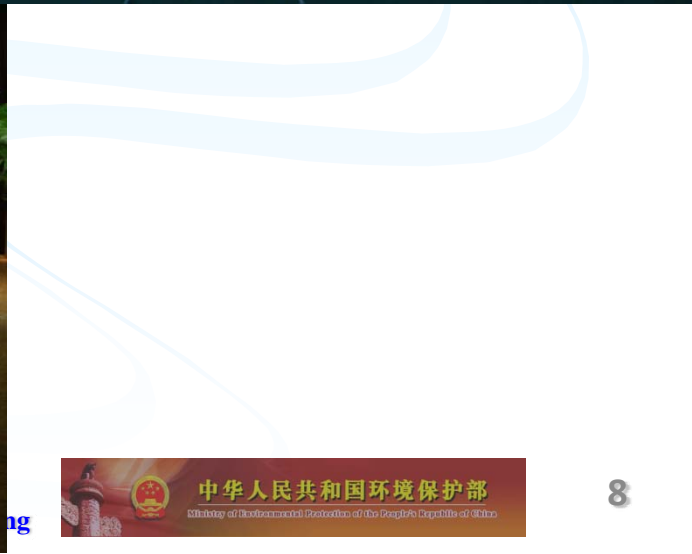 中华人民共和国环境保护部
Ministry of Environmental Protection of the People's Republic of China
8
ng